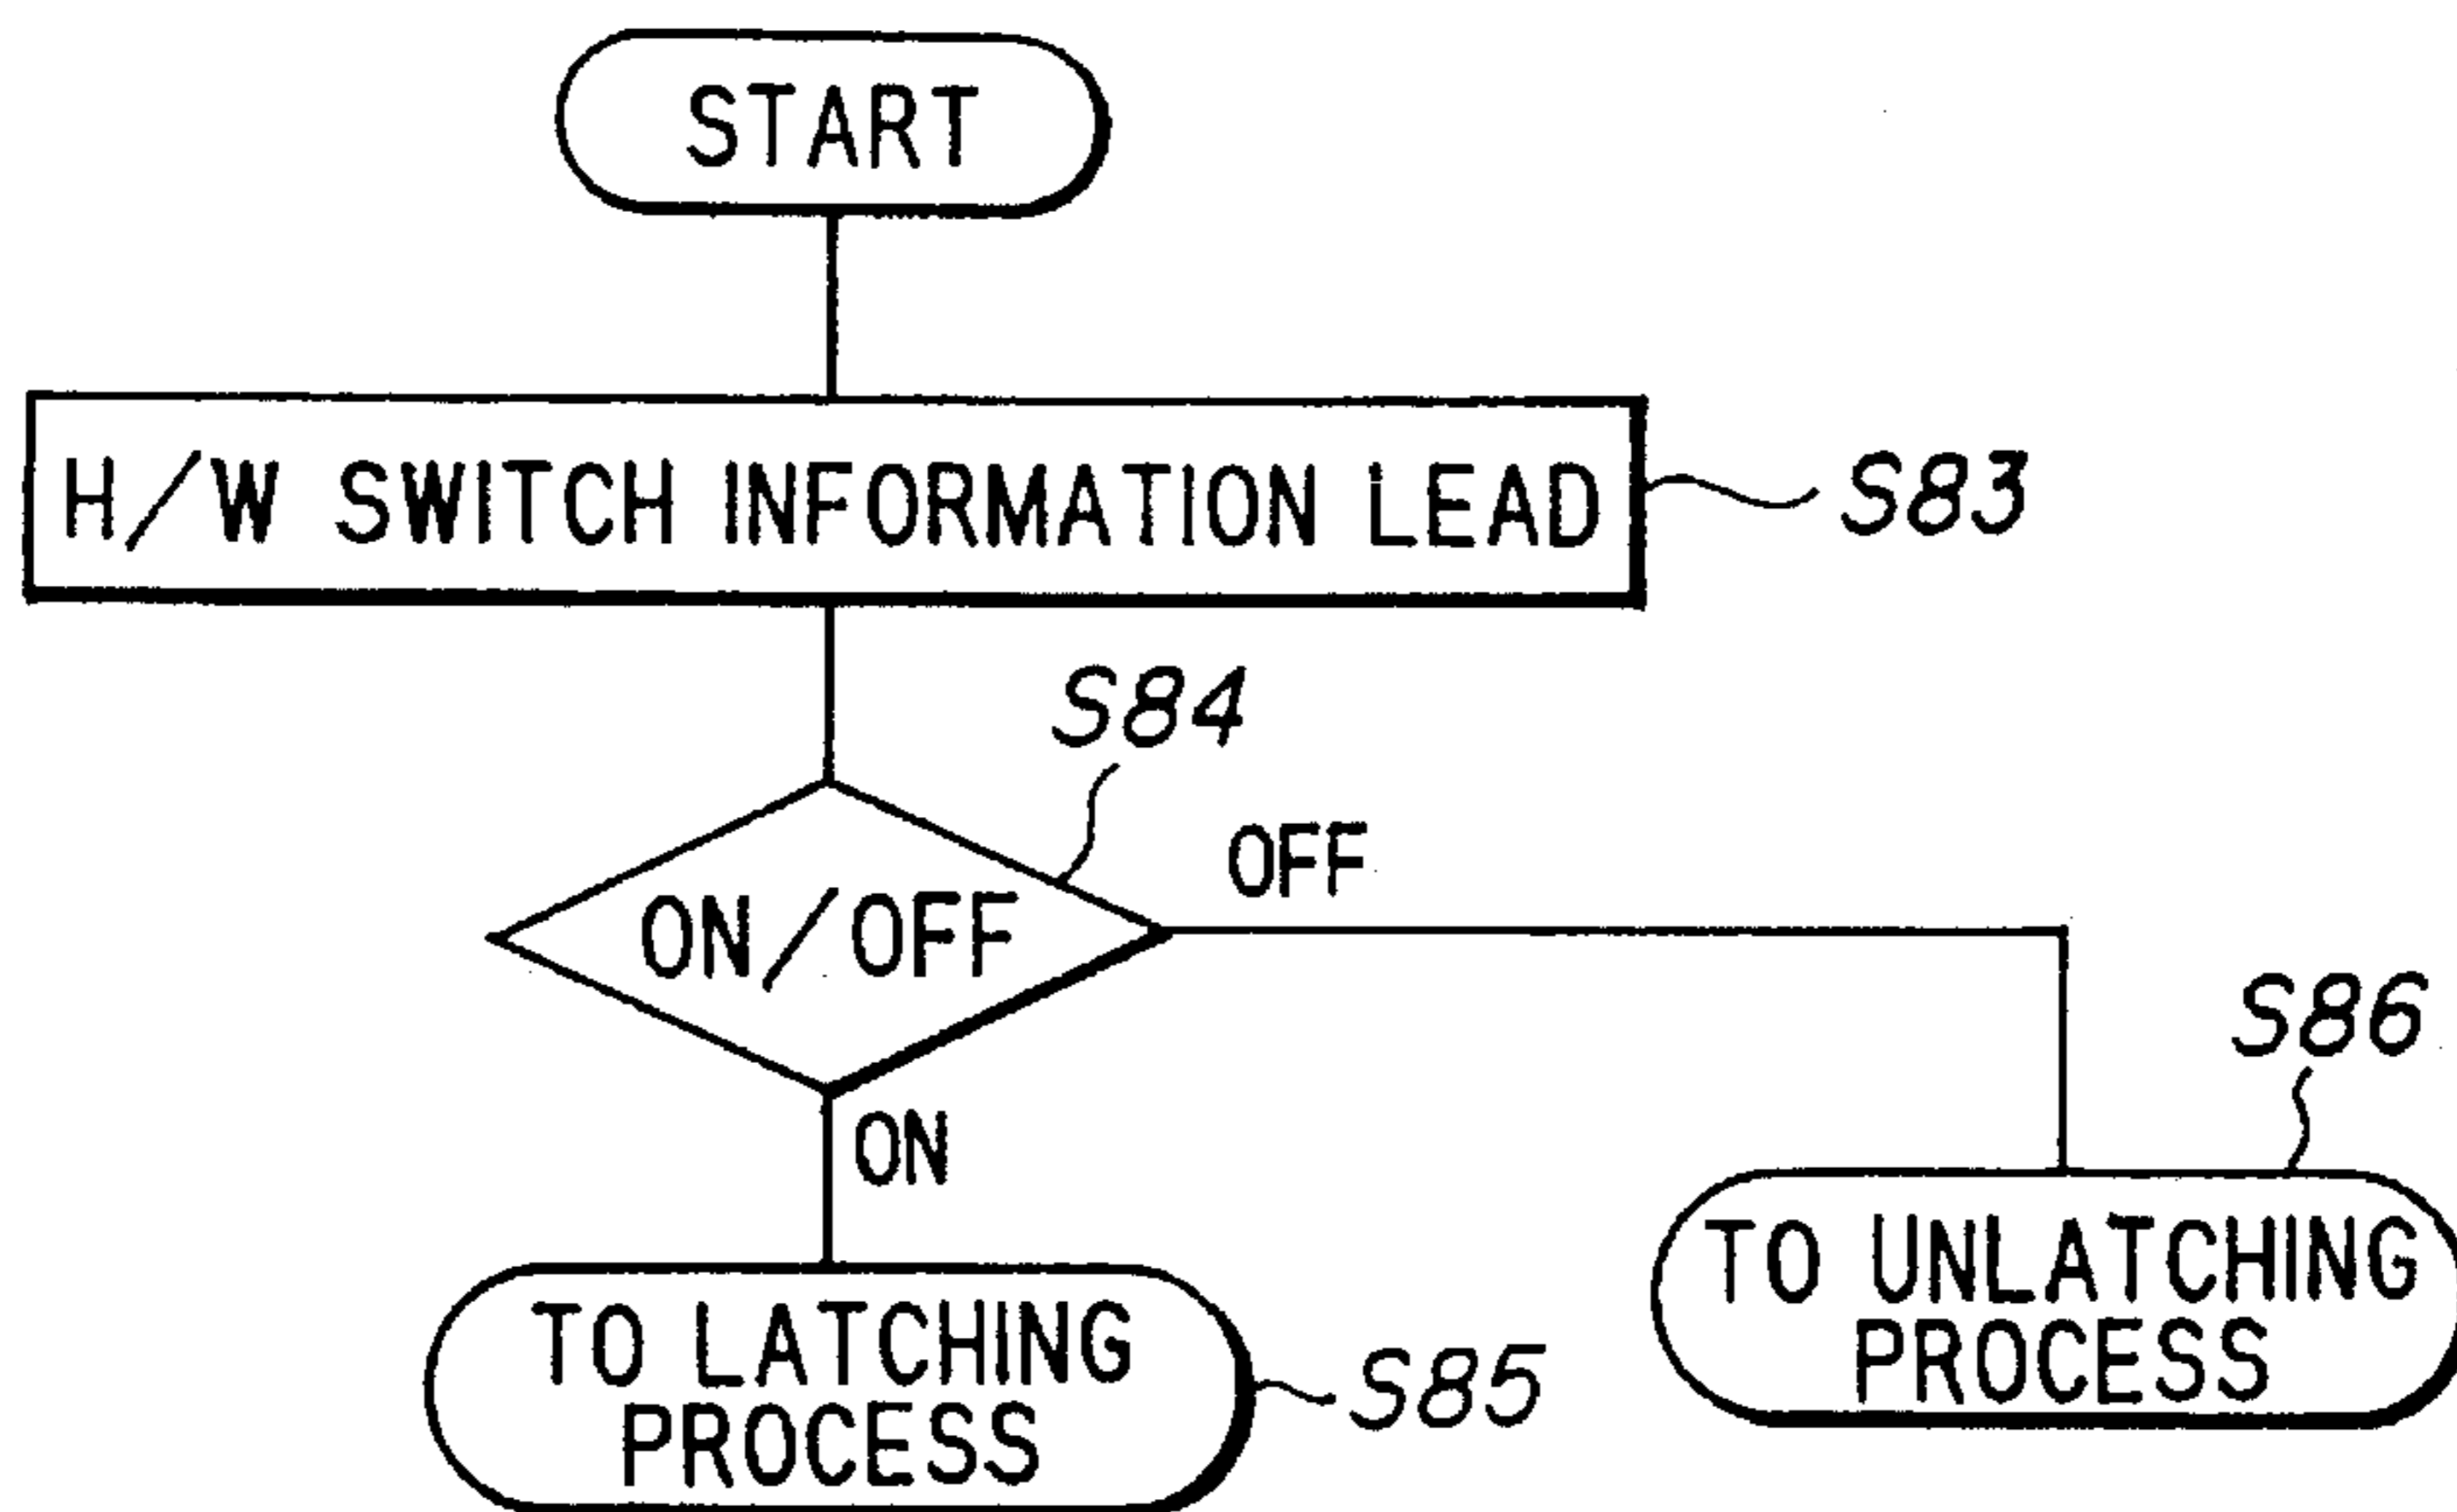 START
H/W SWITCH INFORMATION LEAD
S83
S84
ON/OFF
OFF
ON
S86
TO UNLATCHING
PROCESS
TO LATCHING
PROCESS
S85